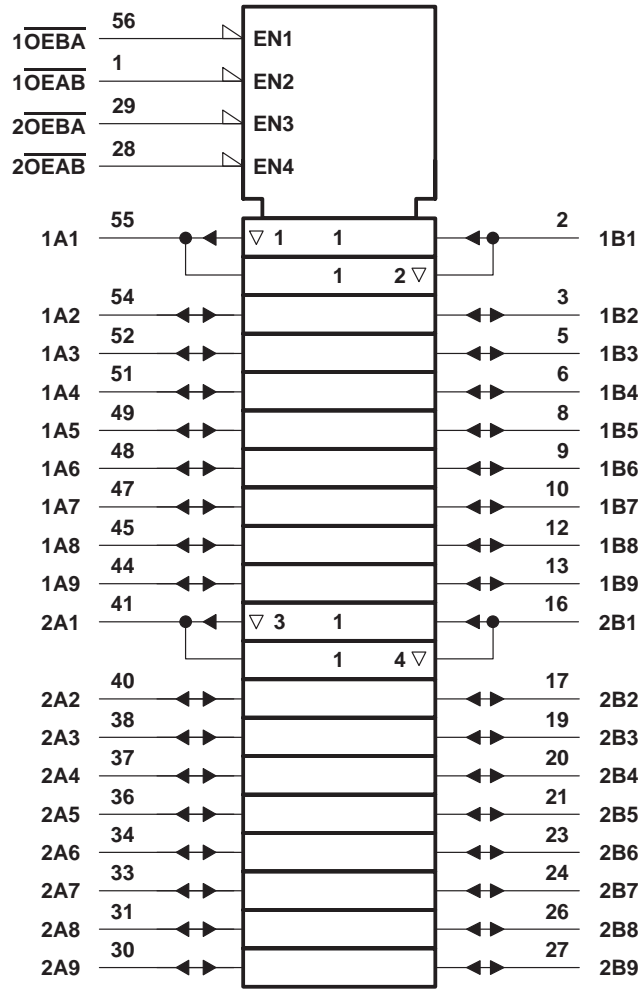 1OEBA 56 EN1
1OEAB 1 EN2
2OEBA 29 EN3
2OEAB 28 EN4
1A1 55 ▽ 1 1 2 1B1
1 2 ▽
1A2 54 3 1B2
1A3 52 5 1B3
1A4 51 6 1B4
1A5 49 8 1B5
1A6 48 9 1B6
1A7 47 10 1B7
1A8 45 12 1B8
1A9 44 13 1B9
2A1 41 ▽ 3 1 16 2B1
1 4 ▽
2A2 40 17 2B2
2A3 38 19 2B3
2A4 37 20 2B4
2A5 36 21 2B5
2A6 34 23 2B6
2A7 33 24 2B7
2A8 31 26 2B8
2A9 30 27 2B9